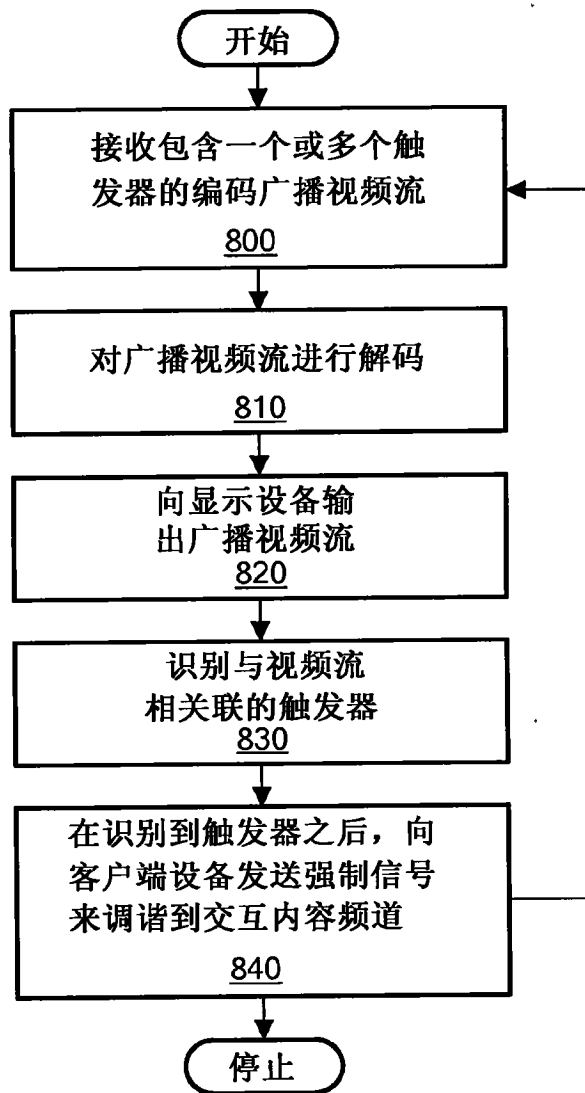 开始
接收包含一个或多个触
发器的编码广播视频流
800
对广播视频流进行解码
810
向显示设备输
出广播视频流
820
识别与视频流
相关联的触发器
830
在识别到触发器之后，向
客户端设备发送强制信号
来调谐到交互内容频道
840
停止